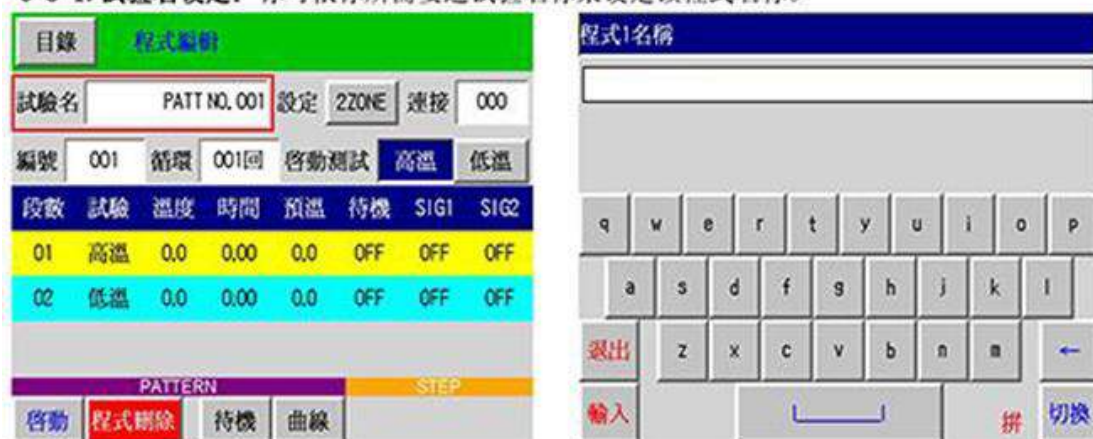 目錄 程式編輯
試驗名 PATT NO.001 設定 2ZONE 連接 000
編號 001 循環 001回 啓動測試 高溫 低溫
段數 試驗 溫度 時間 預溫 待機 SIG1 SIG2
01 高溫 0.0 0.00 0.0 OFF OFF OFF
02 低溫 0.0 0.00 0.0 OFF OFF OFF
PATTERN STEP
啓動 程式刪除 待機 曲線
程式1名稱
q w e r t y u i o p
a s d f g h j k l
退出 z x c v b n m ←
輸入 拼 切換